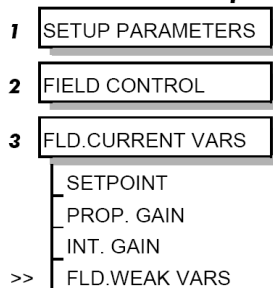 1 SETUP PARAMETERS
2 FIELD CONTROL
3 FLD.CURRENT VARS
SETPOINT
PROP. GAIN
INT. GAIN
>> FLD.WEAK VARS